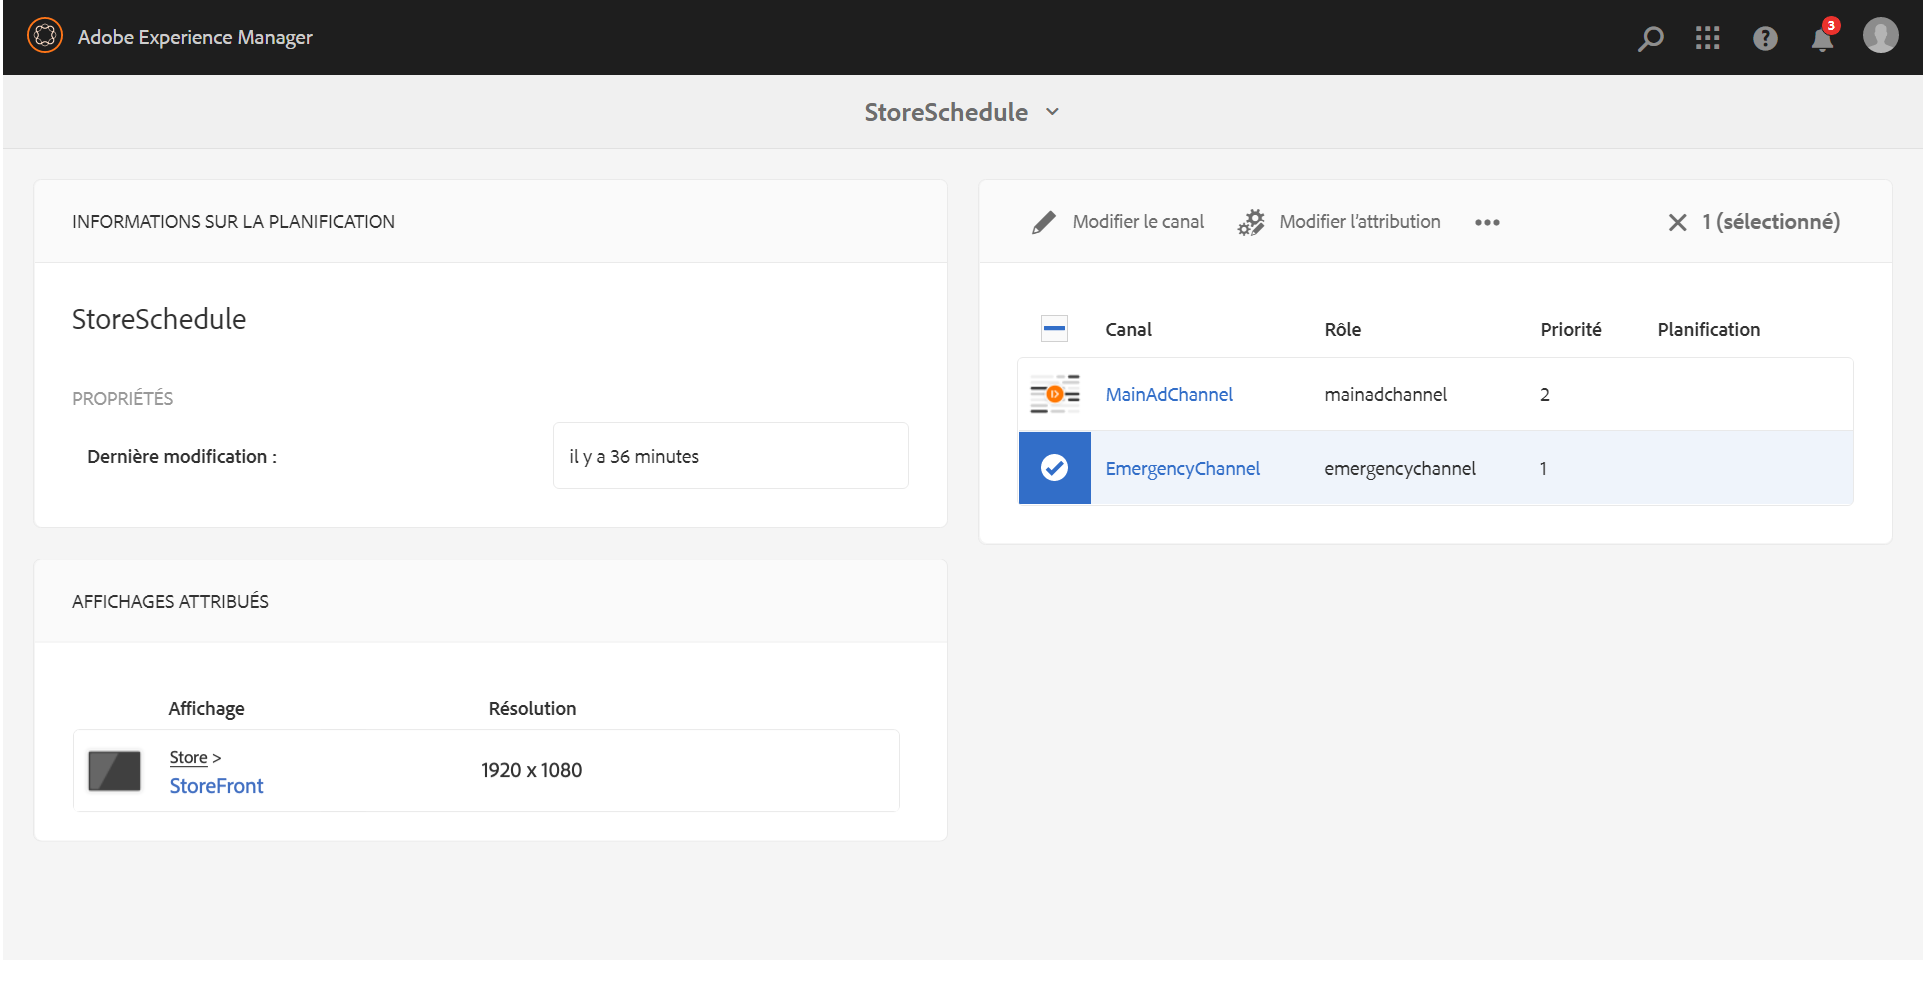 Adobe Experience Manager
3
StoreSchedule
INFORMATIONS SUR LA PLANIFICATION
StoreSchedule
PROPRIÉTÉS
Dernière modification : il y a 36 minutes
AFFICHAGES ATTRIBUÉS
Affichage Résolution
Store >
StoreFront
1920 x 1080
Modifier le canal Modifier l'attribution 1 (sélectionné)
Canal Rôle Priorité Planification
MainAdChannel mainadchannel 2
EmergencyChannel emergencychannel 1